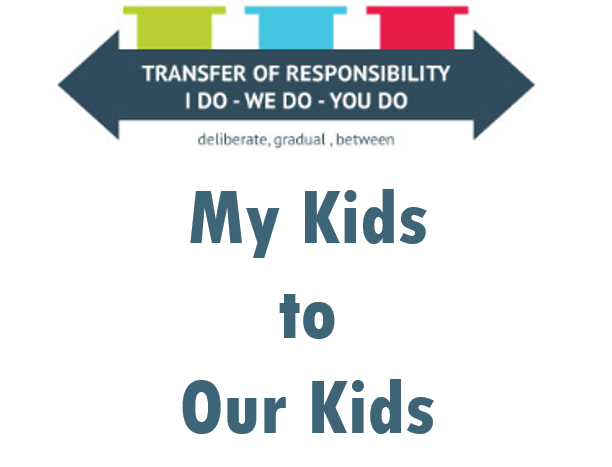 TRANSFER OF RESPONSIBILITY
I DO - WE DO - YOU DO
deliberate, gradual , between
My Kids
to
Our Kids